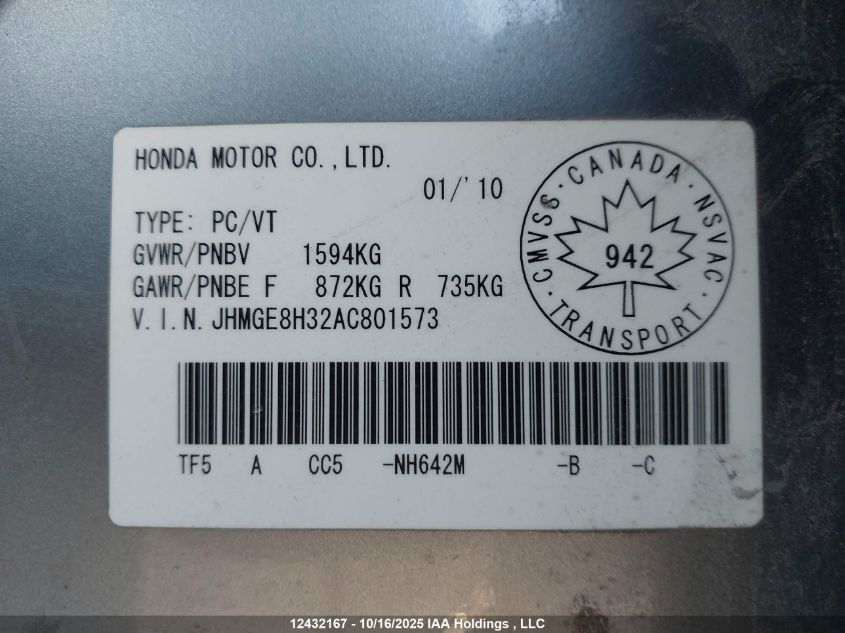 HONDA MOTOR CO.,LTD.
01/'10
TYPE: PC/VT
GVWR/PNBV 1594KG
GAWR/PNBE F 872KG R 735KG
V.I.N. JHMGE8H32AC801573
CMVSS · CANADA · NSVAC · TRANSPORT ·
942
TF5 A CC5 -NH642M -B -C
12432167 - 10/16/2025 IAA Holdings , LLC